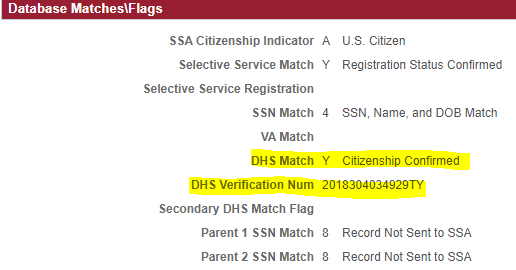 Database Matches\Flags
SSA Citizenship Indicator A U.S. Citizen
Selective Service Match Y Registration Status Confirmed
Selective Service Registration
SSN Match 4 SSN, Name, and DOB Match
VA Match
DHS Match Y Citizenship Confirmed
DHS Verification Num 2018304034929TY
Secondary DHS Match Flag
Parent 1 SSN Match 8 Record Not Sent to SSA
Parent 2 SSN Match 8 Record Not Sent to SSA